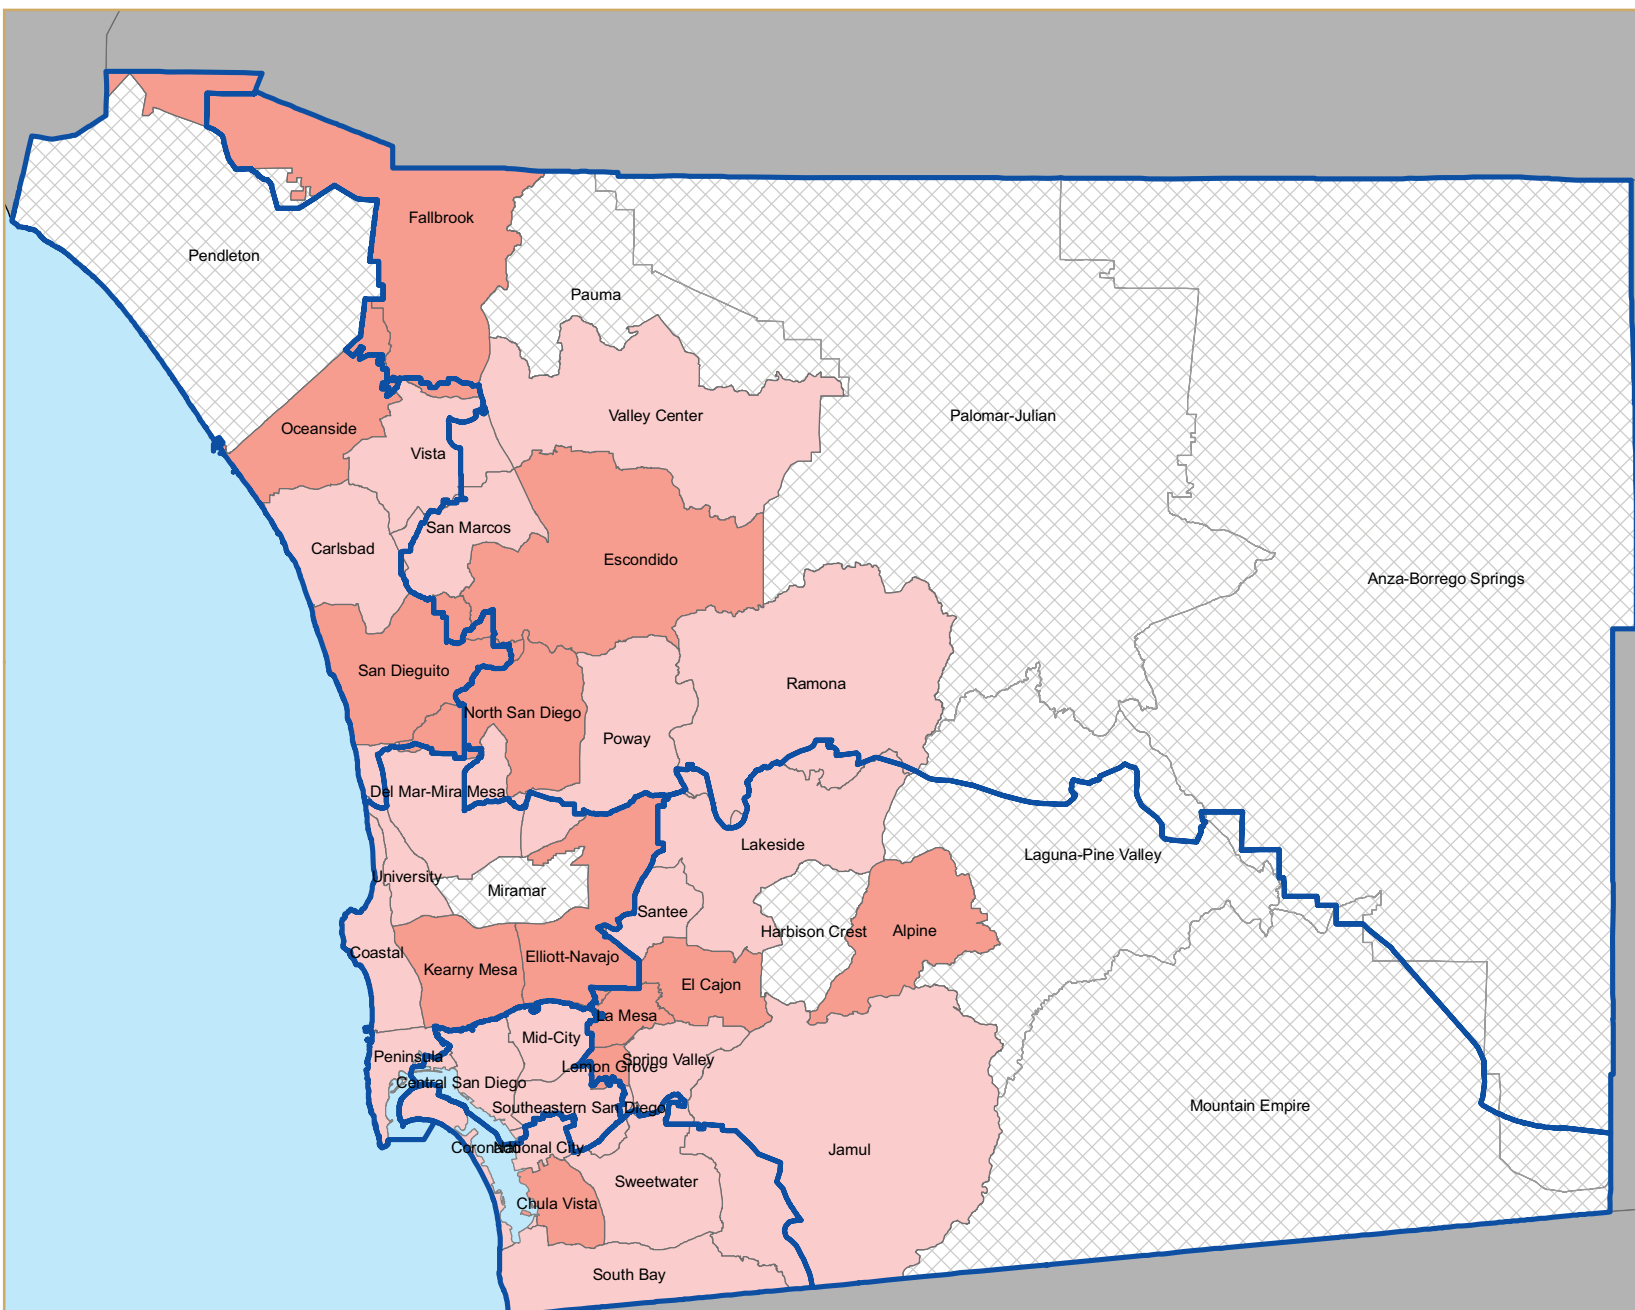 Fallbrook
Pendleton
Pauma
Valley Center
Palomar-Julian
Oceanside
Vista
San Marcos
Carlsbad
Escondido
Anza-Borrego Springs
San Dieguito
Ramona
North San Diego
Poway
Del Mar-Mira Mesa
Lakeside
Laguna-Pine Valley
University
Miramar
Santee
Harbison Crest
Alpine
Coastal
Elliott-Navajo
Kearny Mesa
El Cajon
La Mesa
Mid-City
Peninsula
Spring Valley
Lemon Grove
Central San Diego
Southeastern San Diego
Mountain Empire
Coronado
National City
Jamul
Sweetwater
Chula Vista
South Bay